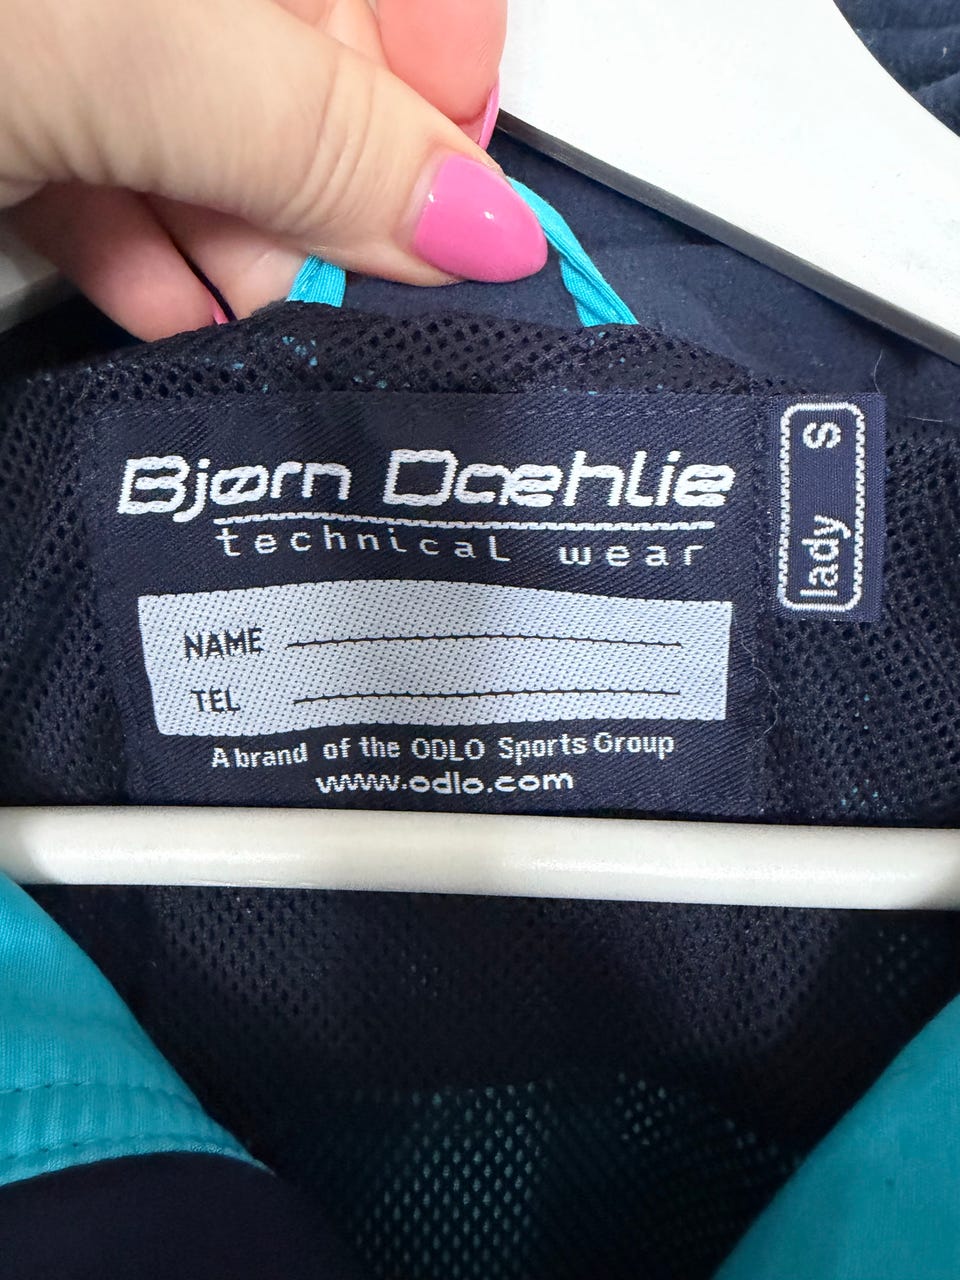 Bjørn Dæhlie
technical wear
lady S
NAME
TEL
A brand of the ODLO Sports Group
www.odlo.com